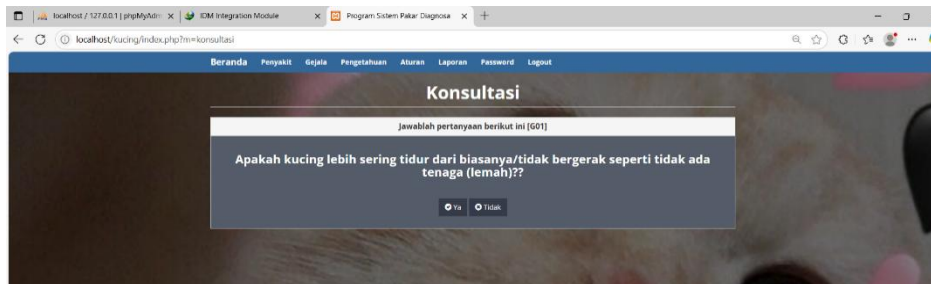 localhost / 127.0.0.1 | phpMyAdm
IDM Integration Module
Program Sistem Pakar Diagnosa
localhost/kucing/index.php?m=konsultasi
Beranda Penyakit Gejala Pengetahuan Aturan Laporan Password Logout
Konsultasi
Jawablah pertanyaan berikut ini [G01]
Apakah kucing lebih sering tidur dari biasanya/tidak bergerak seperti tidak ada
tenaga (lemah)??
Ya Tidak